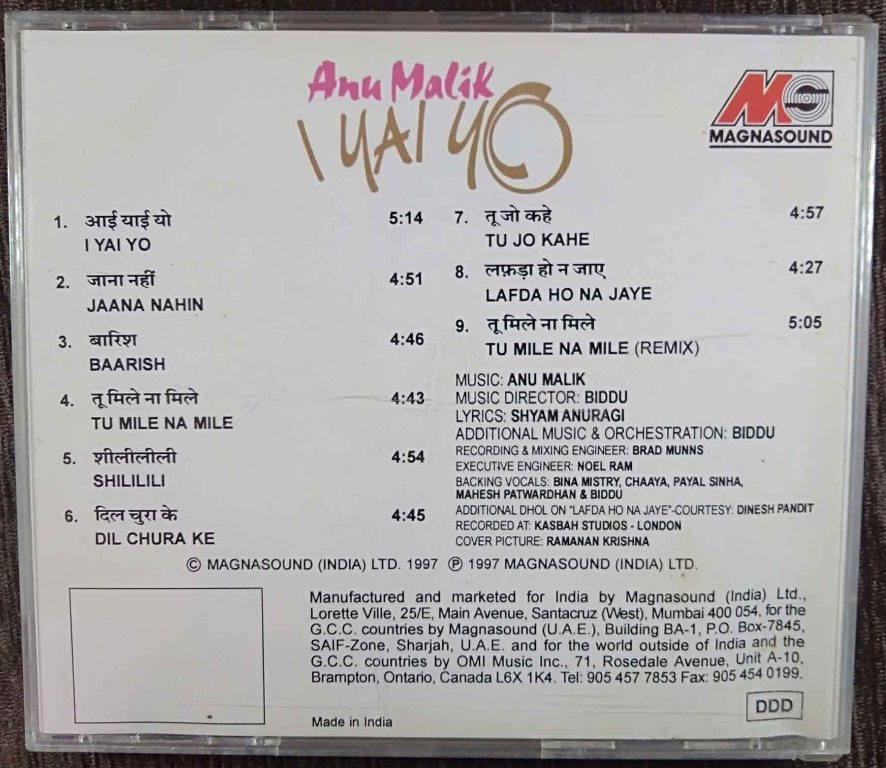 Anu Malik
I YAI YO
MAGNASOUND
1. आई याई यो 5:14
I YAI YO
2. जाना नहीं 4:51
JAANA NAHIN
3. बारिश 4:46
BAARISH
4. तू मिले ना मिले 4:43
TU MILE NA MILE
5. शीलीलीली 4:54
SHILILILI
6. दिल चुरा के 4:45
DIL CHURA KE
7. तू जो कहे 4:57
TU JO KAHE
8. लफ़ड़ा हो न जाए 4:27
LAFDA HO NA JAYE
9. तू मिले ना मिले 5:05
TU MILE NA MILE (REMIX)
MUSIC: ANU MALIK
MUSIC DIRECTOR: BIDDU
LYRICS: SHYAM ANURAGI
ADDITIONAL MUSIC & ORCHESTRATION: BIDDU
RECORDING & MIXING ENGINEER: BRAD MUNNS
EXECUTIVE ENGINEER: NOEL RAM
BACKING VOCALS: BINA MISTRY, CHAAYA, PAYAL SINHA,
MAHESH PATWARDHAN & BIDDU
ADDITIONAL DHOL ON "LAFDA HO NA JAYE"-COURTESY: DINESH PANDIT
RECORDED AT: KASBAH STUDIOS - LONDON
COVER PICTURE: RAMANAN KRISHNA
© MAGNASOUND (INDIA) LTD. 1997 ℗ 1997 MAGNASOUND (INDIA) LTD.
Manufactured and marketed for India by Magnasound (India) Ltd.,
Lorette Ville, 25/E, Main Avenue, Santacruz (West), Mumbai 400 054, for the
G.C.C. countries by Magnasound (U.A.E.), Building BA-1, P.O. Box-7845,
SAIF-Zone, Sharjah, U.A.E. and for the world outside of India and the
G.C.C. countries by OMI Music Inc., 71, Rosedale Avenue, Unit A-10,
Brampton, Ontario, Canada L6X 1K4. Tel: 905 457 7853 Fax: 905 454 0199.
Made in India
DDD